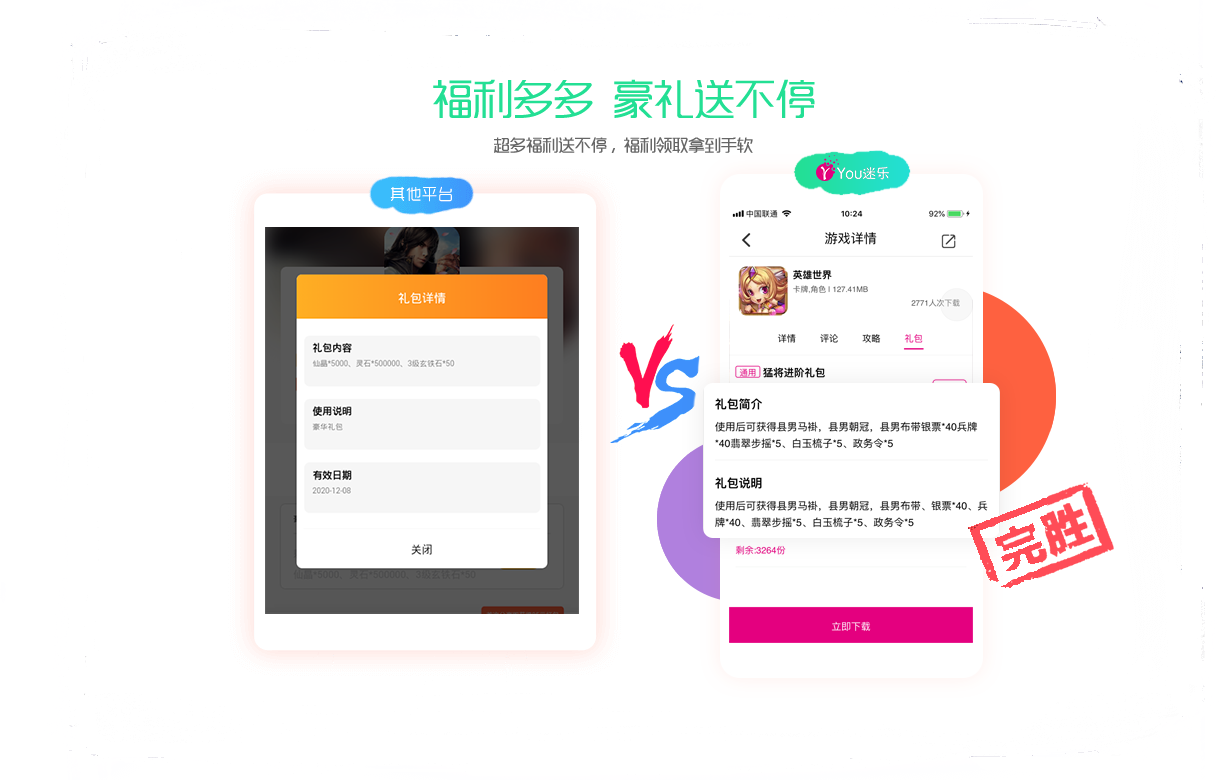 福利多多 豪礼送不停
超多福利送不停，福利领取拿到手软
其他平台
礼包详情
礼包内容
仙晶*5000、灵石*500000、3级玄铁石*50
使用说明
豪华礼包
有效日期
2020-12-08
关闭
仙晶*5000、灵石*500000、3级玄铁石*50
VS
You迷乐
中国联通
10:24
92%
游戏详情
英雄世界
卡牌,角色 | 127.41MB
2771人次下载
详情
评论
攻略
礼包
通用 猛将进阶礼包
礼包简介
使用后可获得县男马褂，县男朝冠，县男布带银票*40兵牌
*40翡翠步摇*5、白玉梳子*5、政务令*5
礼包说明
使用后可获得县男马褂，县男朝冠，县男布带、银票*40、兵
牌*40、翡翠步摇*5、白玉梳子*5、政务令*5
剩余:3264份
立即下载
完胜